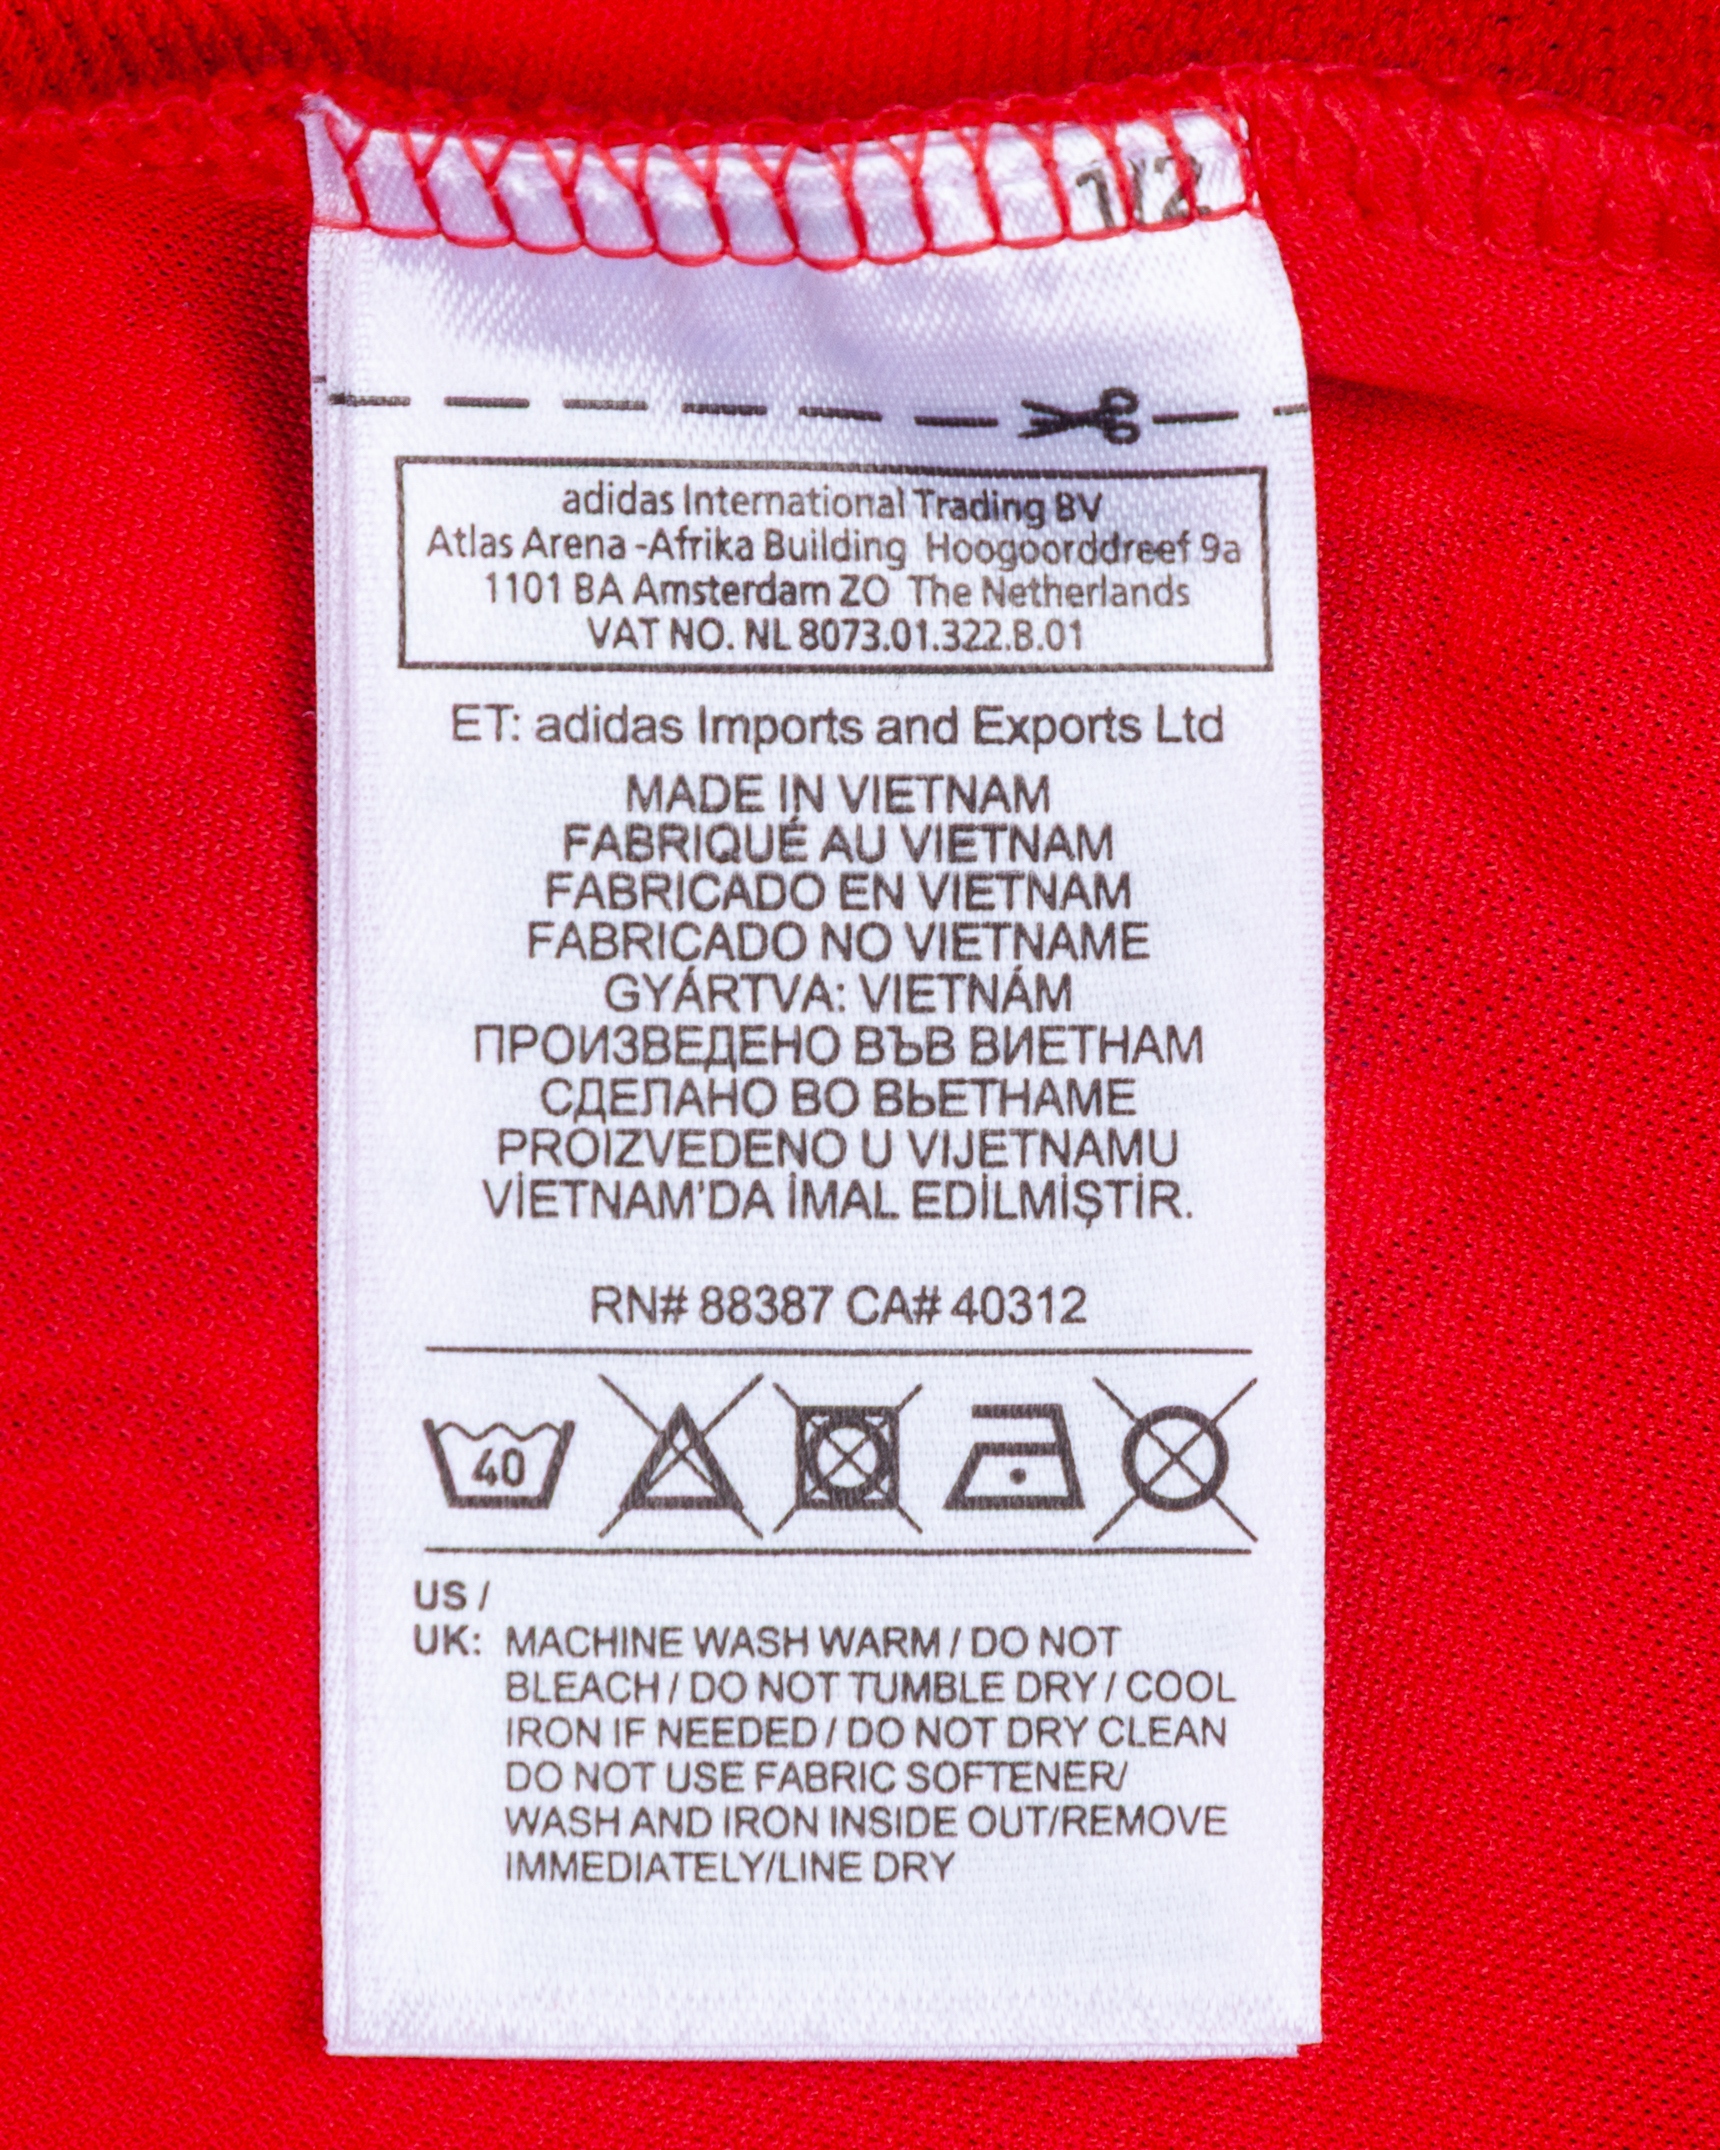 1/2
adidas International Trading BV
Atlas Arena -Afrika Building Hoogoorddreef 9a
1101 BA Amsterdam ZO The Netherlands
VAT NO. NL 8073.01.322.B.01
ET: adidas Imports and Exports Ltd
MADE IN VIETNAM
FABRIQUÉ AU VIETNAM
FABRICADO EN VIETNAM
FABRICADO NO VIETNAME
GYÁRTVA: VIETNÁM
ПРОИЗВЕДЕНО ВЪВ ВИЕТНАМ
СДЕЛАНО ВО ВЬЕТНАМЕ
PROIZVEDENO U VIJETNAMU
VİETNAM'DA İMAL EDİLMİŞTİR.
RN# 88387 CA# 40312
40
US /
UK: MACHINE WASH WARM / DO NOT
BLEACH / DO NOT TUMBLE DRY / COOL
IRON IF NEEDED / DO NOT DRY CLEAN
DO NOT USE FABRIC SOFTENER/
WASH AND IRON INSIDE OUT/REMOVE
IMMEDIATELY/LINE DRY